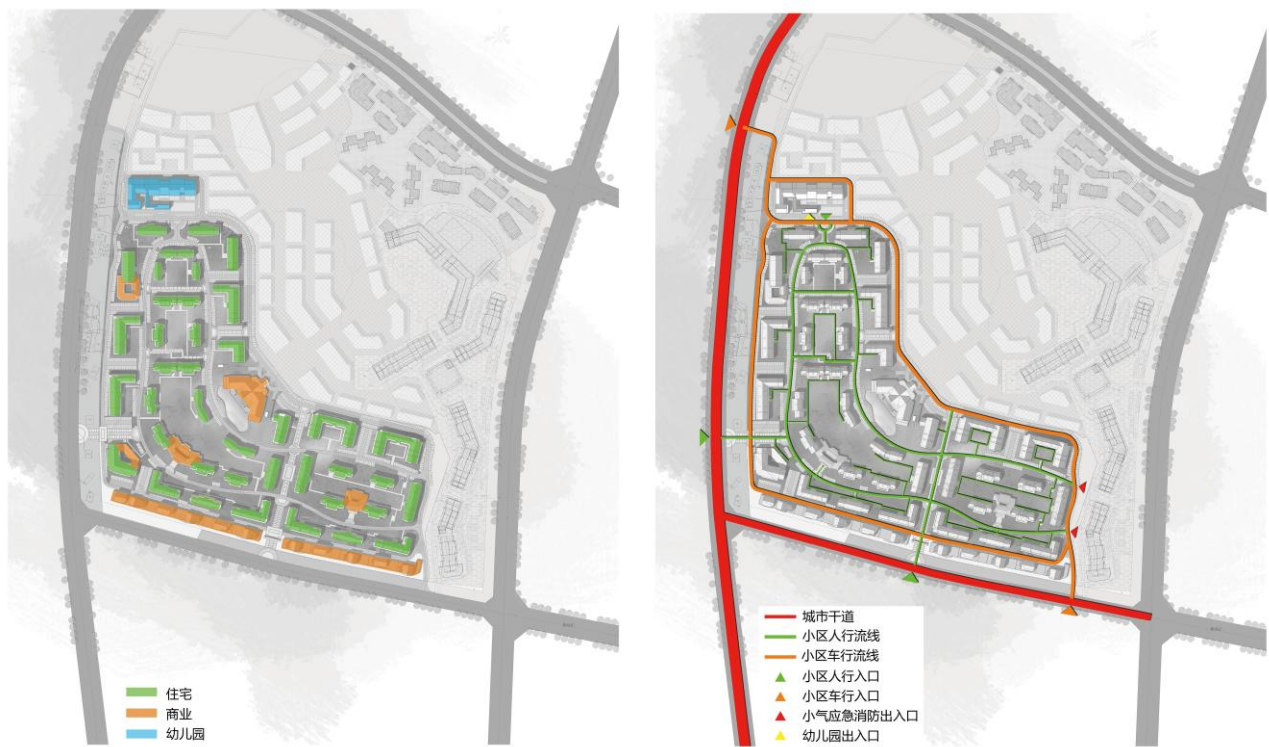 住宅
商业
幼儿园
城市干道
小区人行流线
小区车行流线
小区人行入口
小区车行入口
小气应急消防出入口
幼儿园出入口